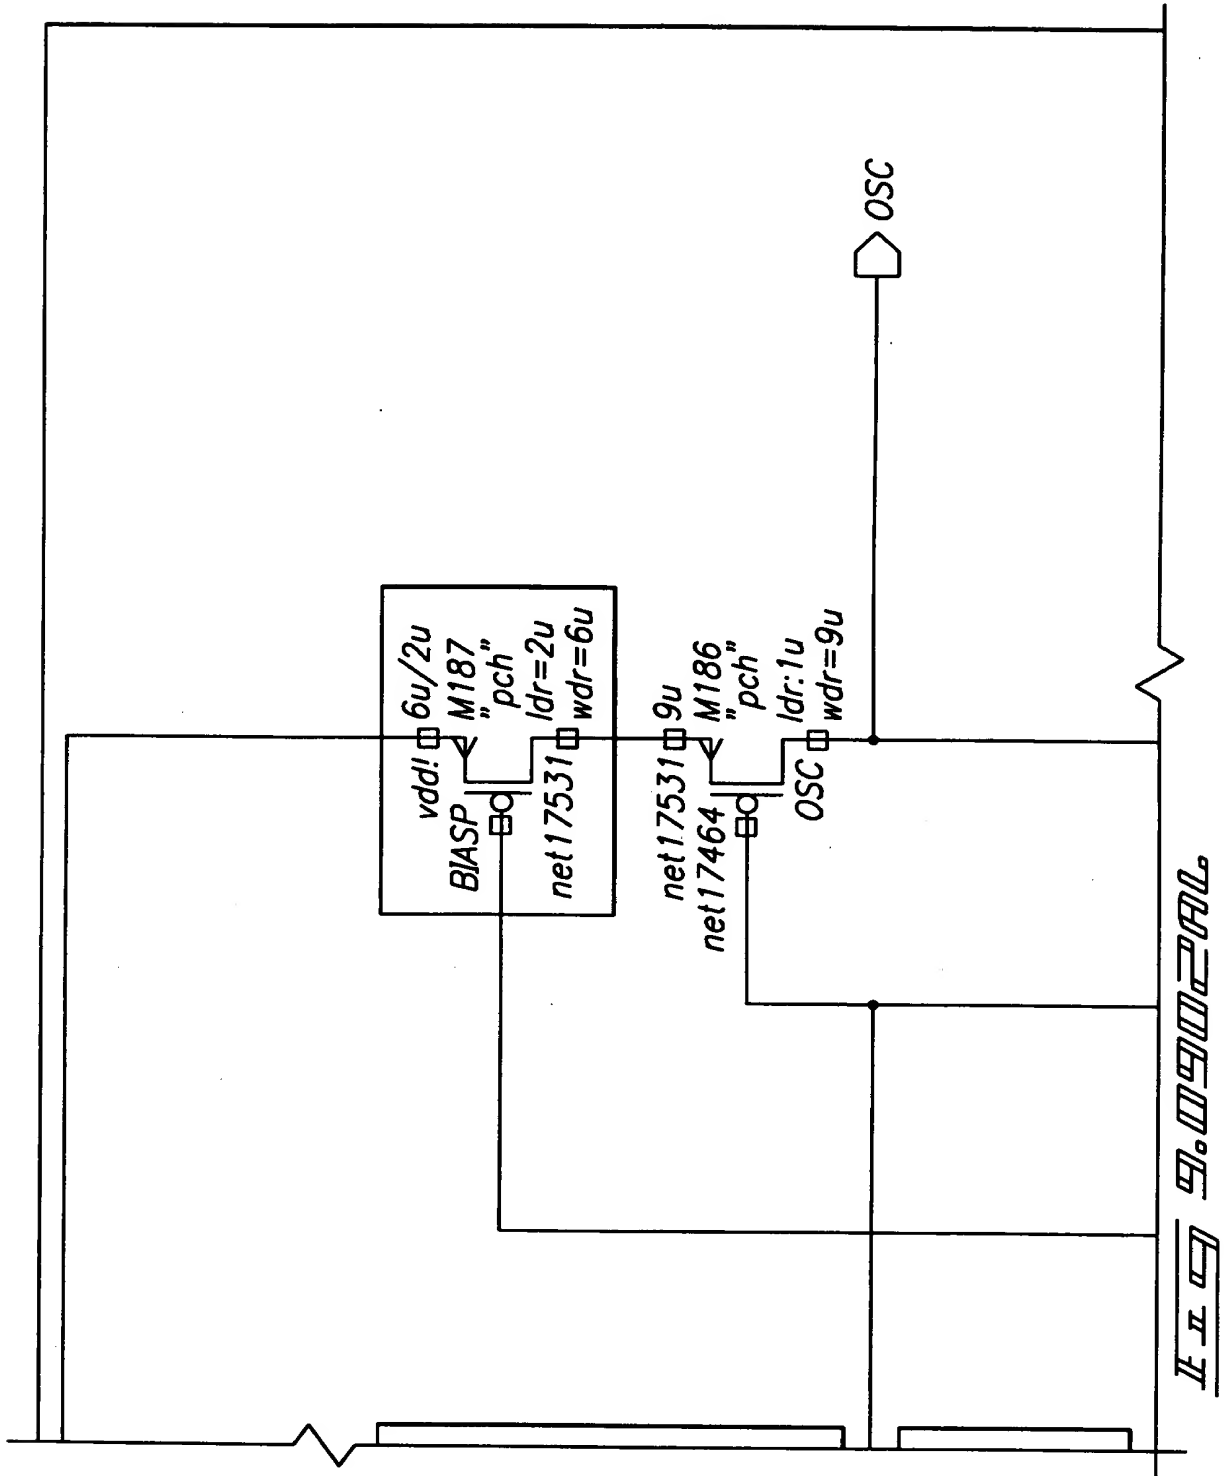 OSC
vdd!
6u/2u
M187
"pch"
BIASP
ldr=2u
wdr=6u
net17531
net17531
9u
M186
"pch"
net17464
ldr:1u
wdr=9u
OSC
FIG 9.0902AL